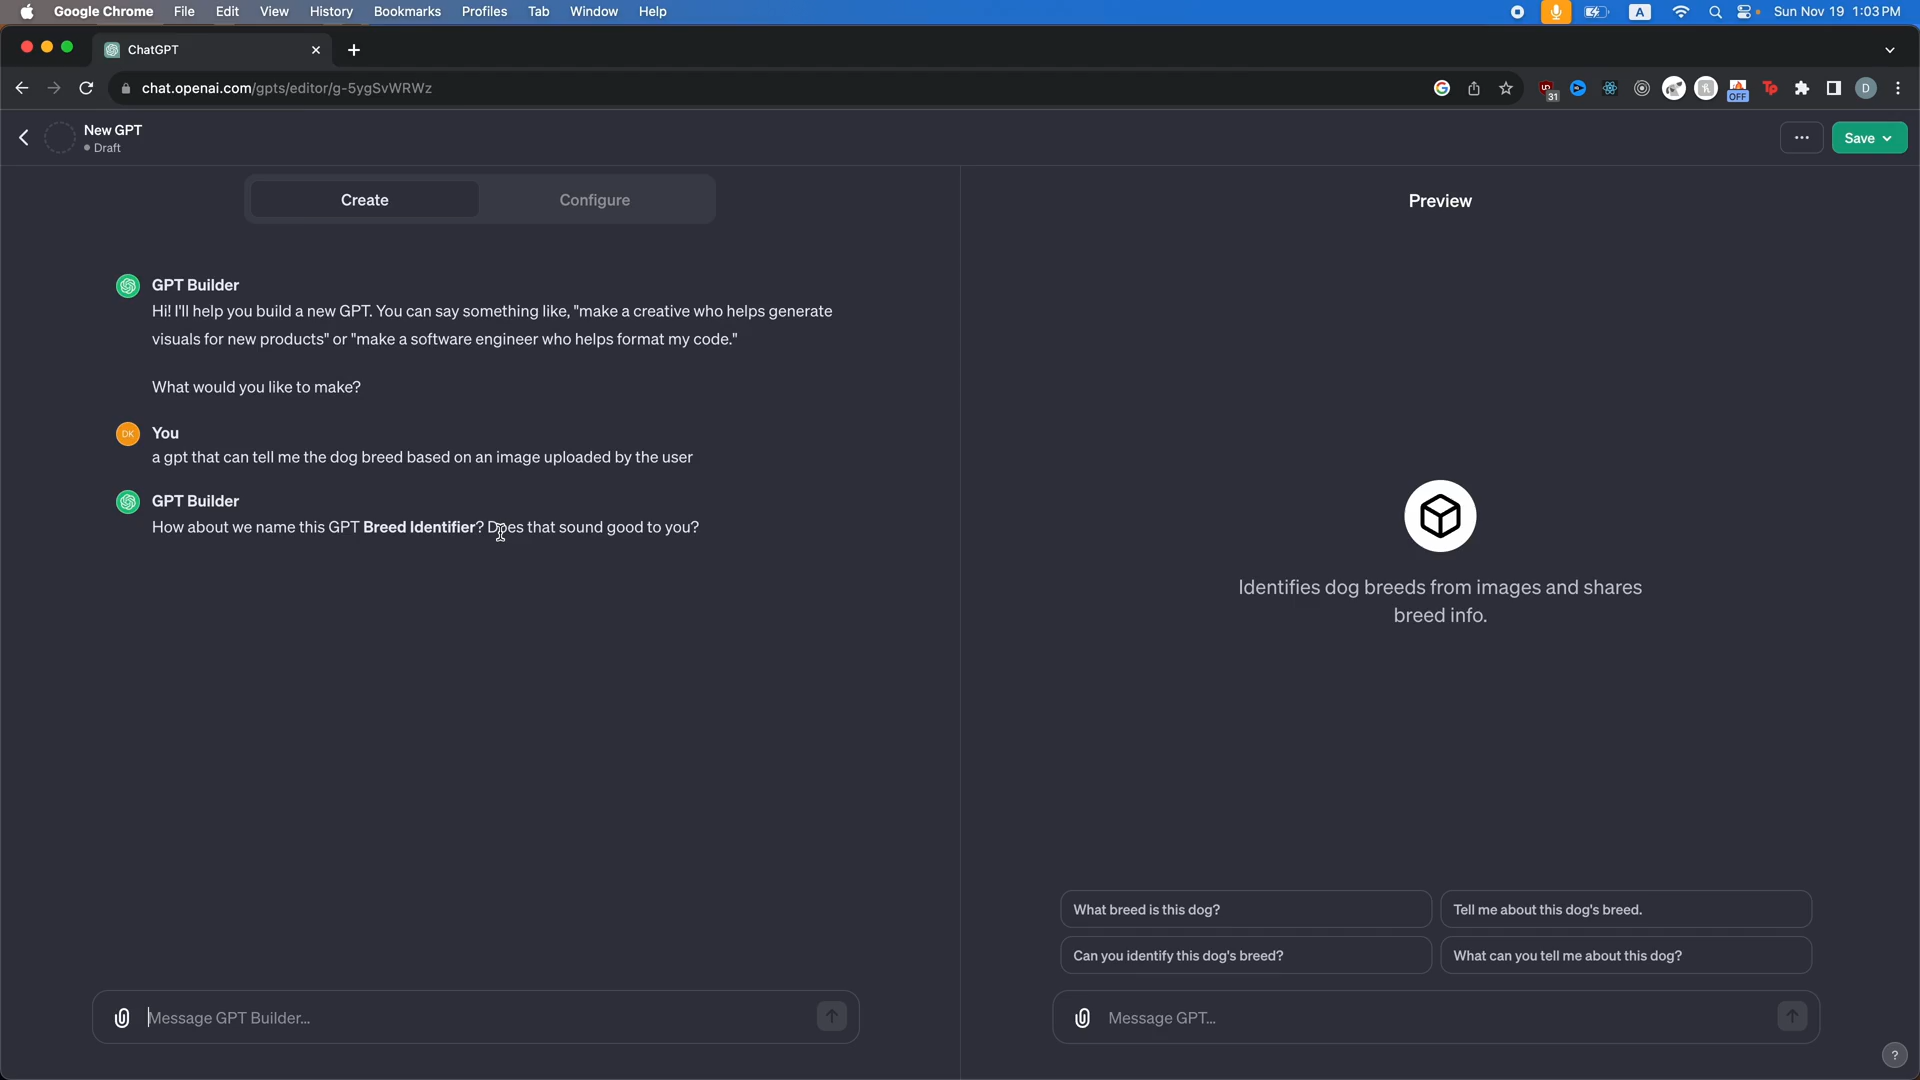 Google Chrome File Edit View History Bookmarks Profiles Tab Window Help A Sun Nov 19 1:03 PM
ChatGPT
chat.openai.com/gpts/editor/g-5ygSvWRWz 31 OFF Tp D
New GPT
Draft
... Save
Create Configure
Preview
GPT Builder
Hi! I'll help you build a new GPT. You can say something like, "make a creative who helps generate
visuals for new products" or "make a software engineer who helps format my code."
What would you like to make?
DK You
a gpt that can tell me the dog breed based on an image uploaded by the user
GPT Builder
How about we name this GPT Breed Identifier? Does that sound good to you?
Message GPT Builder...
Identifies dog breeds from images and shares
breed info.
What breed is this dog? Tell me about this dog's breed.
Can you identify this dog's breed? What can you tell me about this dog?
Message GPT...
?